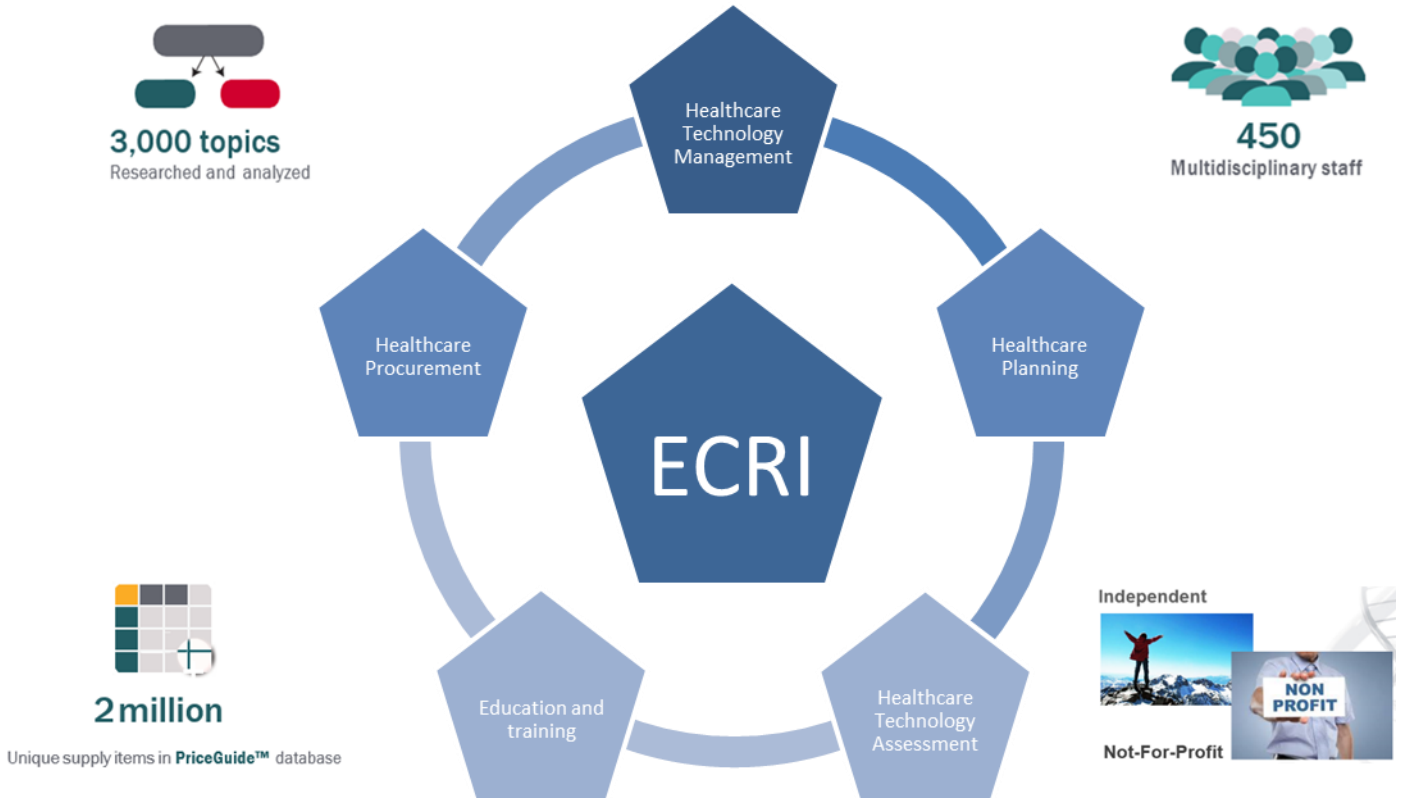 3,000 topics
Researched and analyzed
Healthcare
Technology
Management
450
Multidisciplinary staff
Healthcare
Procurement
Healthcare
Planning
ECRI
2 million
Unique supply items in PriceGuide™ database
Education and
training
Healthcare
Technology
Assessment
Independent
NON
PROFIT
Not-For-Profit